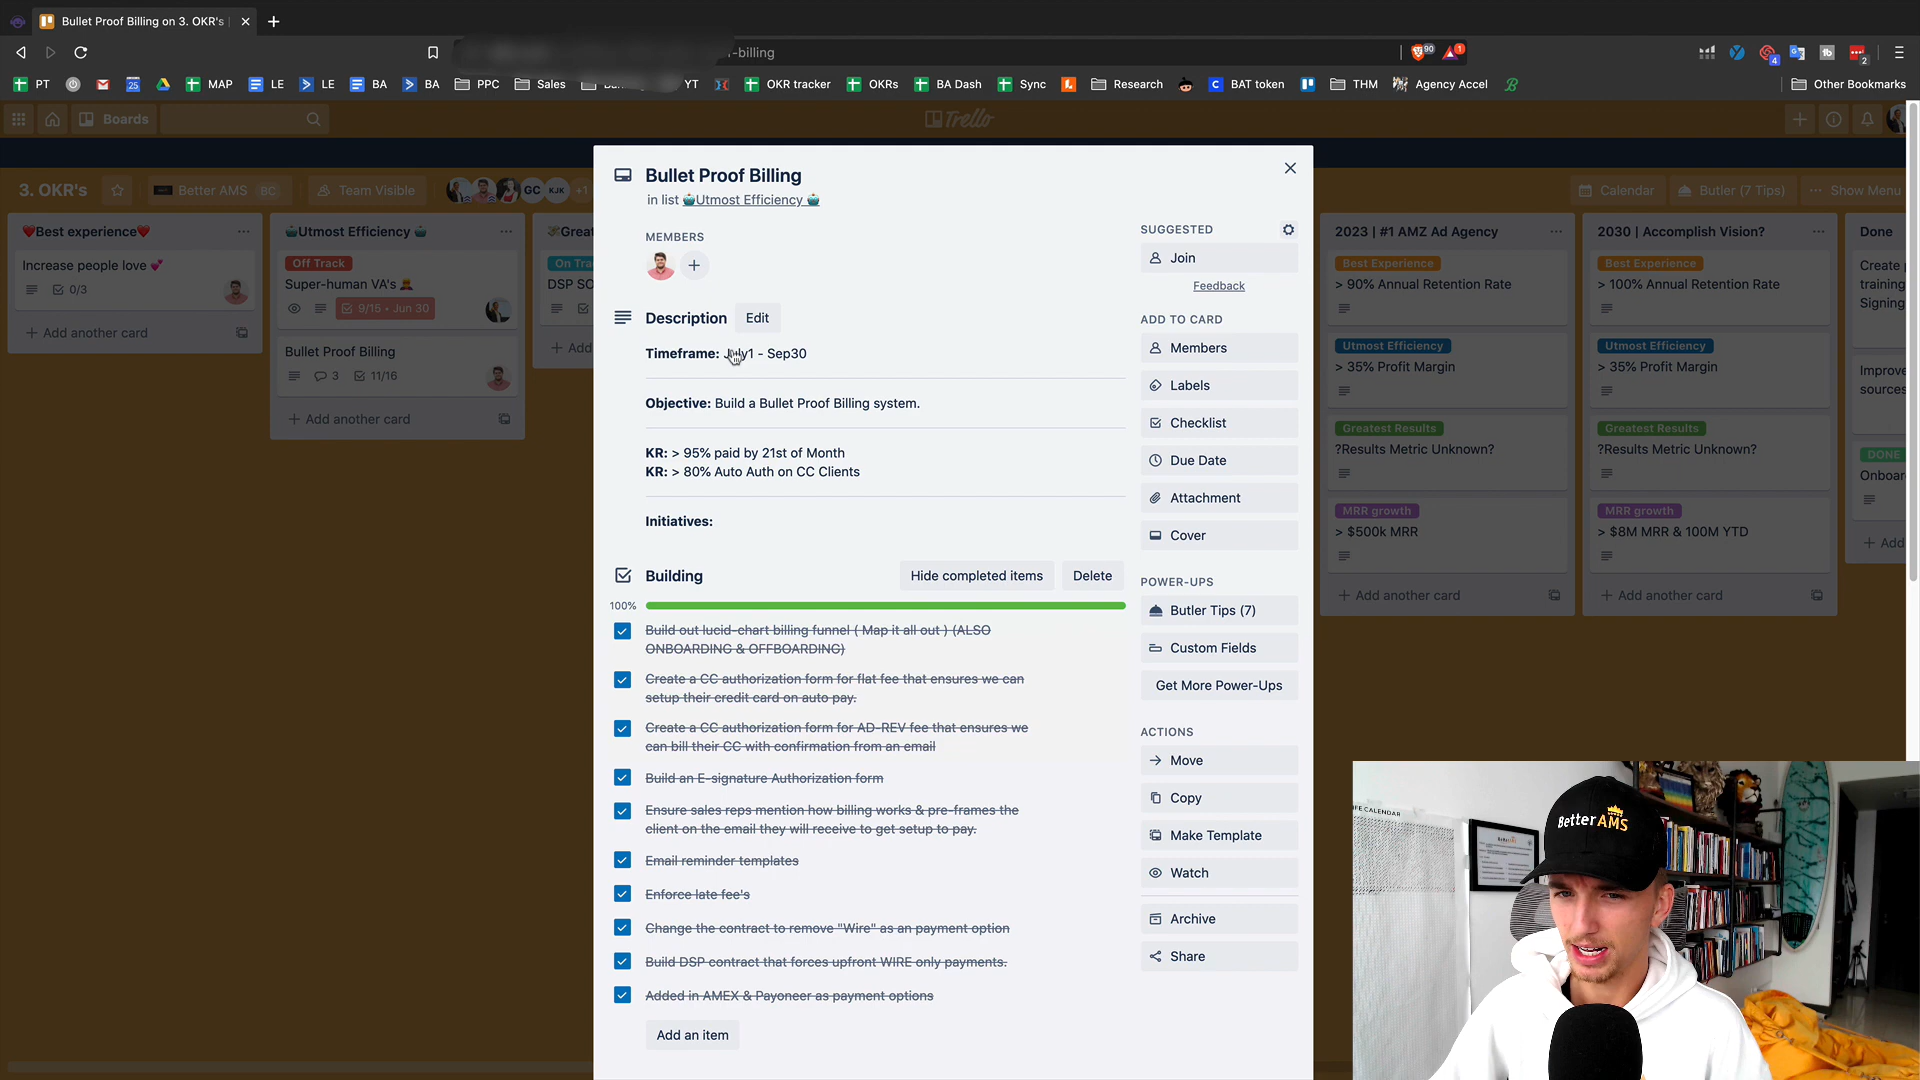 Bullet Proof Billing on 3. OKR's
-billing
90
1
4
2
PT
25
MAP
LE
LE
BA
BA
PPC
Sales
YT
OKR tracker
OKRs
BA Dash
Sync
Research
BAT token
THM
Agency Accel
Other Bookmarks
Boards
Trello
3. OKR's
Better AMS
BC
Team Visible
GC
KJK
+1
Calendar
Butler (7 Tips)
Show Menu
❤️Best experience❤️
Increase people love 💕
0/3
+ Add another card
Utmost Efficiency
Off Track
Super-human VA's
9/15 • Jun 30
Bullet Proof Billing
3
11/16
+ Add another card
Great
On Tra
DSP SO
+ Add
Bullet Proof Billing
in list Utmost Efficiency
MEMBERS
Description
Edit
Timeframe: July1 - Sep30
Objective: Build a Bullet Proof Billing system.
KR: > 95% paid by 21st of Month
KR: > 80% Auto Auth on CC Clients
Initiatives:
Building
Hide completed items
Delete
100%
Build out lucid-chart billing funnel ( Map it all out ) (ALSO
ONBOARDING & OFFBOARDING)
Create a CC authorization form for flat fee that ensures we can
setup their credit card on auto pay.
Create a CC authorization form for AD-REV fee that ensures we
can bill their CC with confirmation from an email
Build an E-signature Authorization form
Ensure sales reps mention how billing works & pre-frames the
client on the email they will receive to get setup to pay.
Email reminder templates
Enforce late fee's
Change the contract to remove "Wire" as an payment option
Build DSP contract that forces upfront WIRE only payments.
Added in AMEX & Payoneer as payment options
Add an item
SUGGESTED
Join
Feedback
ADD TO CARD
Members
Labels
Checklist
Due Date
Attachment
Cover
POWER-UPS
Butler Tips (7)
Custom Fields
Get More Power-Ups
ACTIONS
Move
Copy
Make Template
Watch
Archive
Share
2023 | #1 AMZ Ad Agency
Best Experience
> 90% Annual Retention Rate
Utmost Efficiency
> 35% Profit Margin
Greatest Results
?Results Metric Unknown?
MRR growth
> $500k MRR
+ Add another card
2030 | Accomplish Vision?
Best Experience
> 100% Annual Retention Rate
Utmost Efficiency
> 35% Profit Margin
Greatest Results
?Results Metric Unknown?
MRR growth
> $8M MRR & 100M YTD
+ Add another card
Done
Create
training
Signing
Improve
sources
DONE
Onboar
+ Add
IFE CALENDAR
BetterAMS